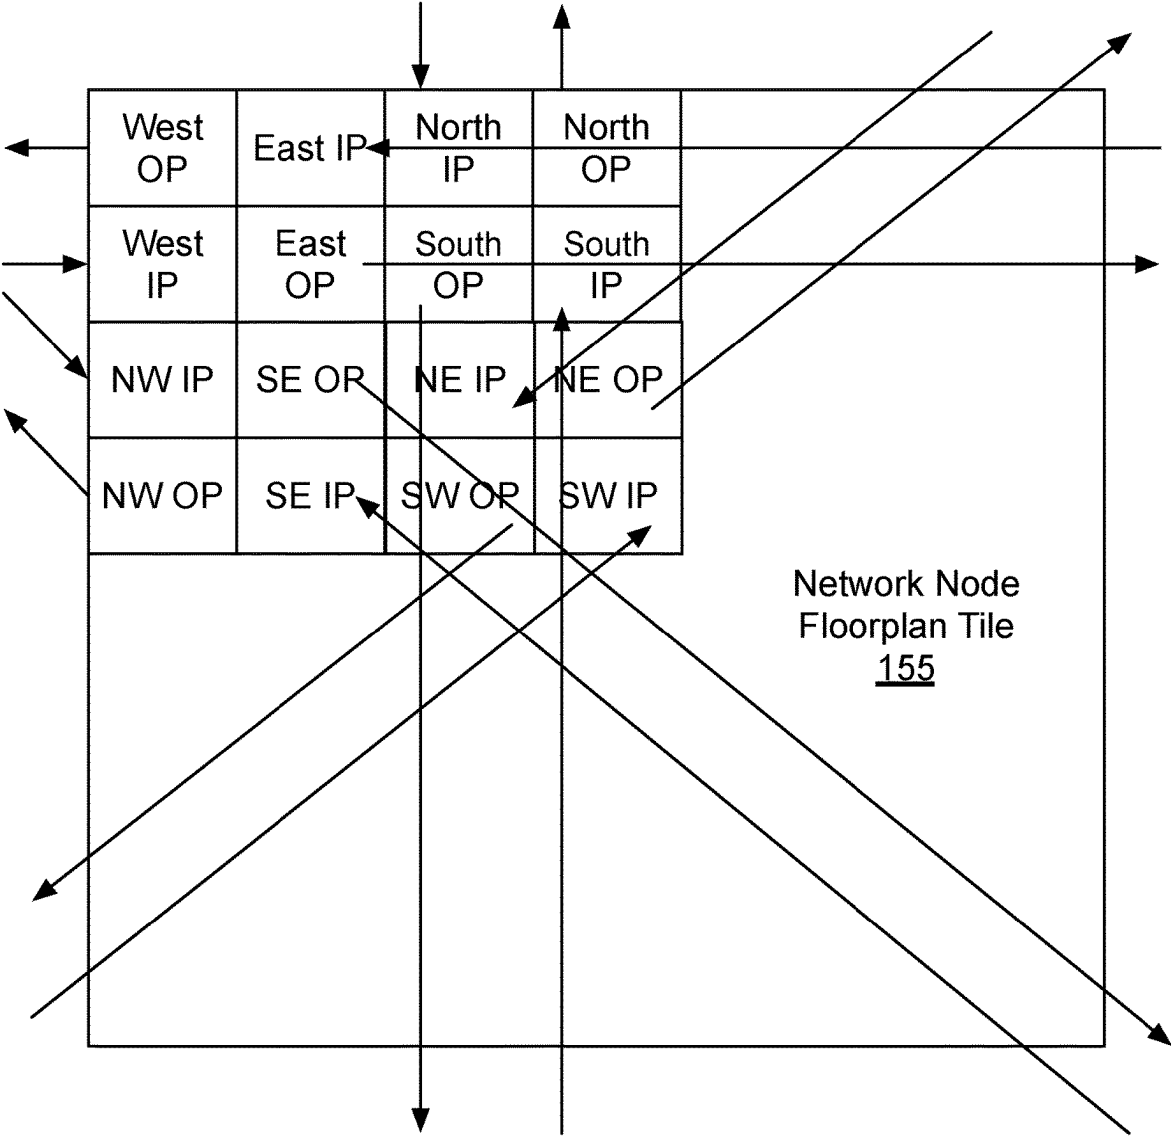 West
OP
East IP
North
IP
North
OP
West
IP
East
OP
South
OP
South
IP
NW IP
SE OP
NE IP
NE OP
NW OP
SE IP
SW OP
SW IP
Network Node
Floorplan Tile
155